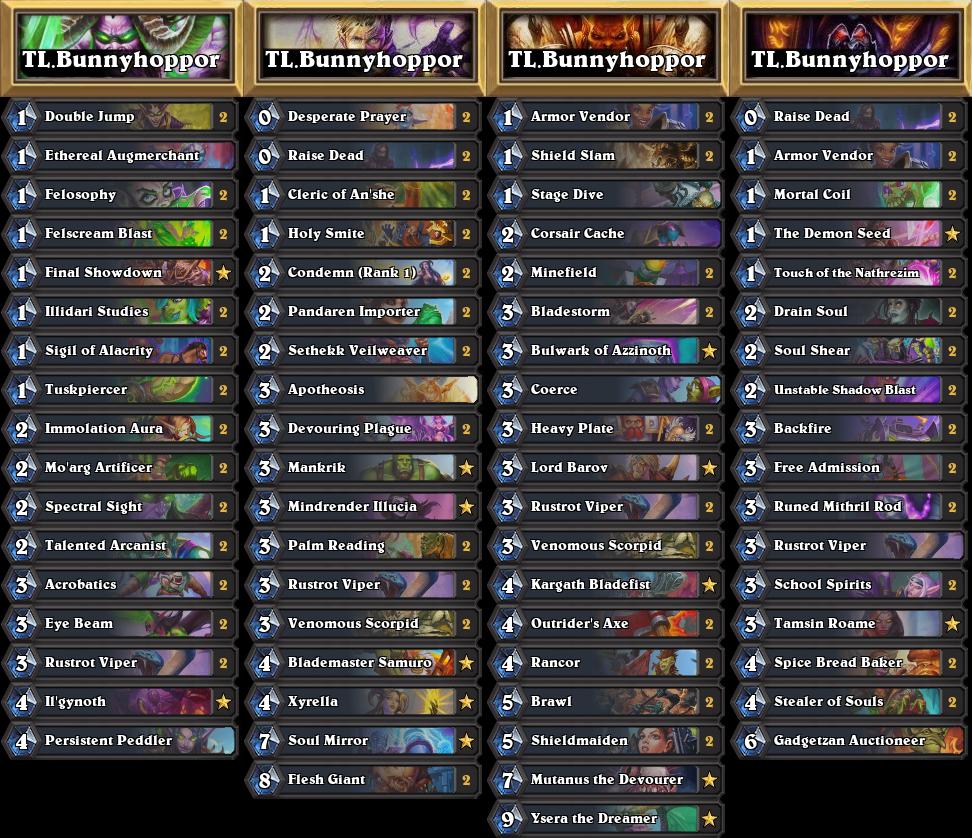 TL.Bunnyhoppor
1 Double Jump 2
1 Ethereal Augmerchant
1 Felosophy 2
1 Felscream Blast 2
1 Final Showdown
1 Illidari Studies 2
1 Sigil of Alacrity 2
1 Tuskpiercer 2
2 Immolation Aura 2
2 Mo'arg Artificer 2
2 Spectral Sight 2
2 Talented Arcanist 2
3 Acrobatics 2
3 Eye Beam 2
3 Rustrot Viper 2
4 Il'gynoth
4 Persistent Peddler
TL.Bunnyhoppor
0 Desperate Prayer 2
0 Raise Dead 2
1 Cleric of An'she 2
1 Holy Smite 2
2 Condemn (Rank 1) 2
2 Pandaren Importer 2
2 Sethekk Veilweaver 2
3 Apotheosis
3 Devouring Plague 2
3 Mankrik
3 Mindrender Illucia
3 Palm Reading 2
3 Rustrot Viper 2
3 Venomous Scorpid 2
4 Blademaster Samuro
4 Xyrella
7 Soul Mirror
8 Flesh Giant 2
TL.Bunnyhoppor
1 Armor Vendor 2
1 Shield Slam 2
1 Stage Dive
2 Corsair Cache
2 Minefield 2
3 Bladestorm 2
3 Bulwark of Azzinoth
3 Coerce
3 Heavy Plate 2
3 Lord Barov
3 Rustrot Viper 2
3 Venomous Scorpid 2
4 Kargath Bladefist
4 Outrider's Axe 2
4 Rancor 2
5 Brawl 2
5 Shieldmaiden 2
7 Mutanus the Devourer
9 Ysera the Dreamer
TL.Bunnyhoppor
0 Raise Dead 2
1 Armor Vendor 2
1 Mortal Coil 2
1 The Demon Seed
1 Touch of the Nathrezim 2
2 Drain Soul 2
2 Soul Shear 2
2 Unstable Shadow Blast 2
3 Backfire 2
3 Free Admission 2
3 Runed Mithril Rod 2
3 Rustrot Viper
3 School Spirits 2
3 Tamsin Roame
4 Spice Bread Baker 2
4 Stealer of Souls 2
6 Gadgetzan Auctioneer